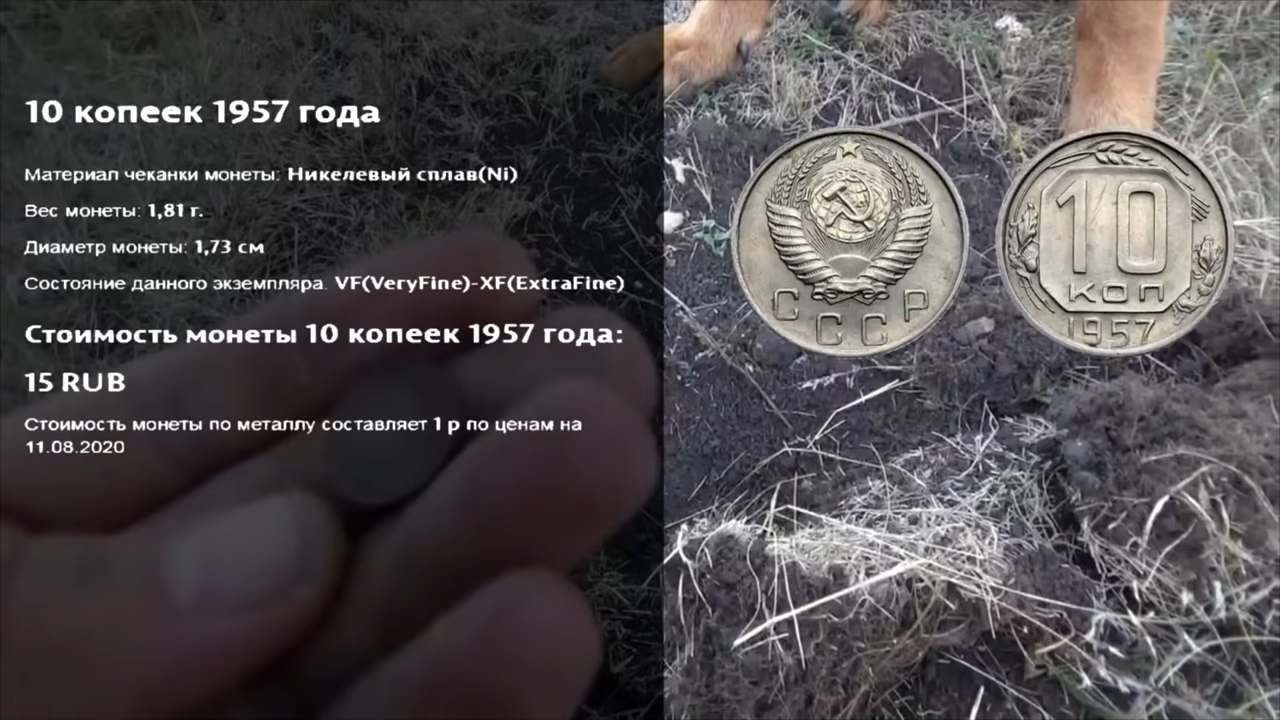 10 копеек 1957 года
Материал чеканки монеты: Никелевый сплав(Ni)
Вес монеты: 1,81 г.
Диаметр монеты: 1,73 см
Состояние данного экземпляра. VF(VeryFine)-XF(ExtraFine)
Стоимость монеты 10 копеек 1957 года:
15 RUB
Стоимость монеты по металлу составляет 1 р по ценам на
11.08.2020
СССР
10
КОП
1957